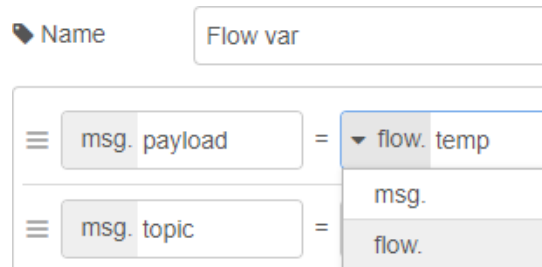 Name Flow var
msg. payload = flow. temp
msg.
msg. topic =
flow.